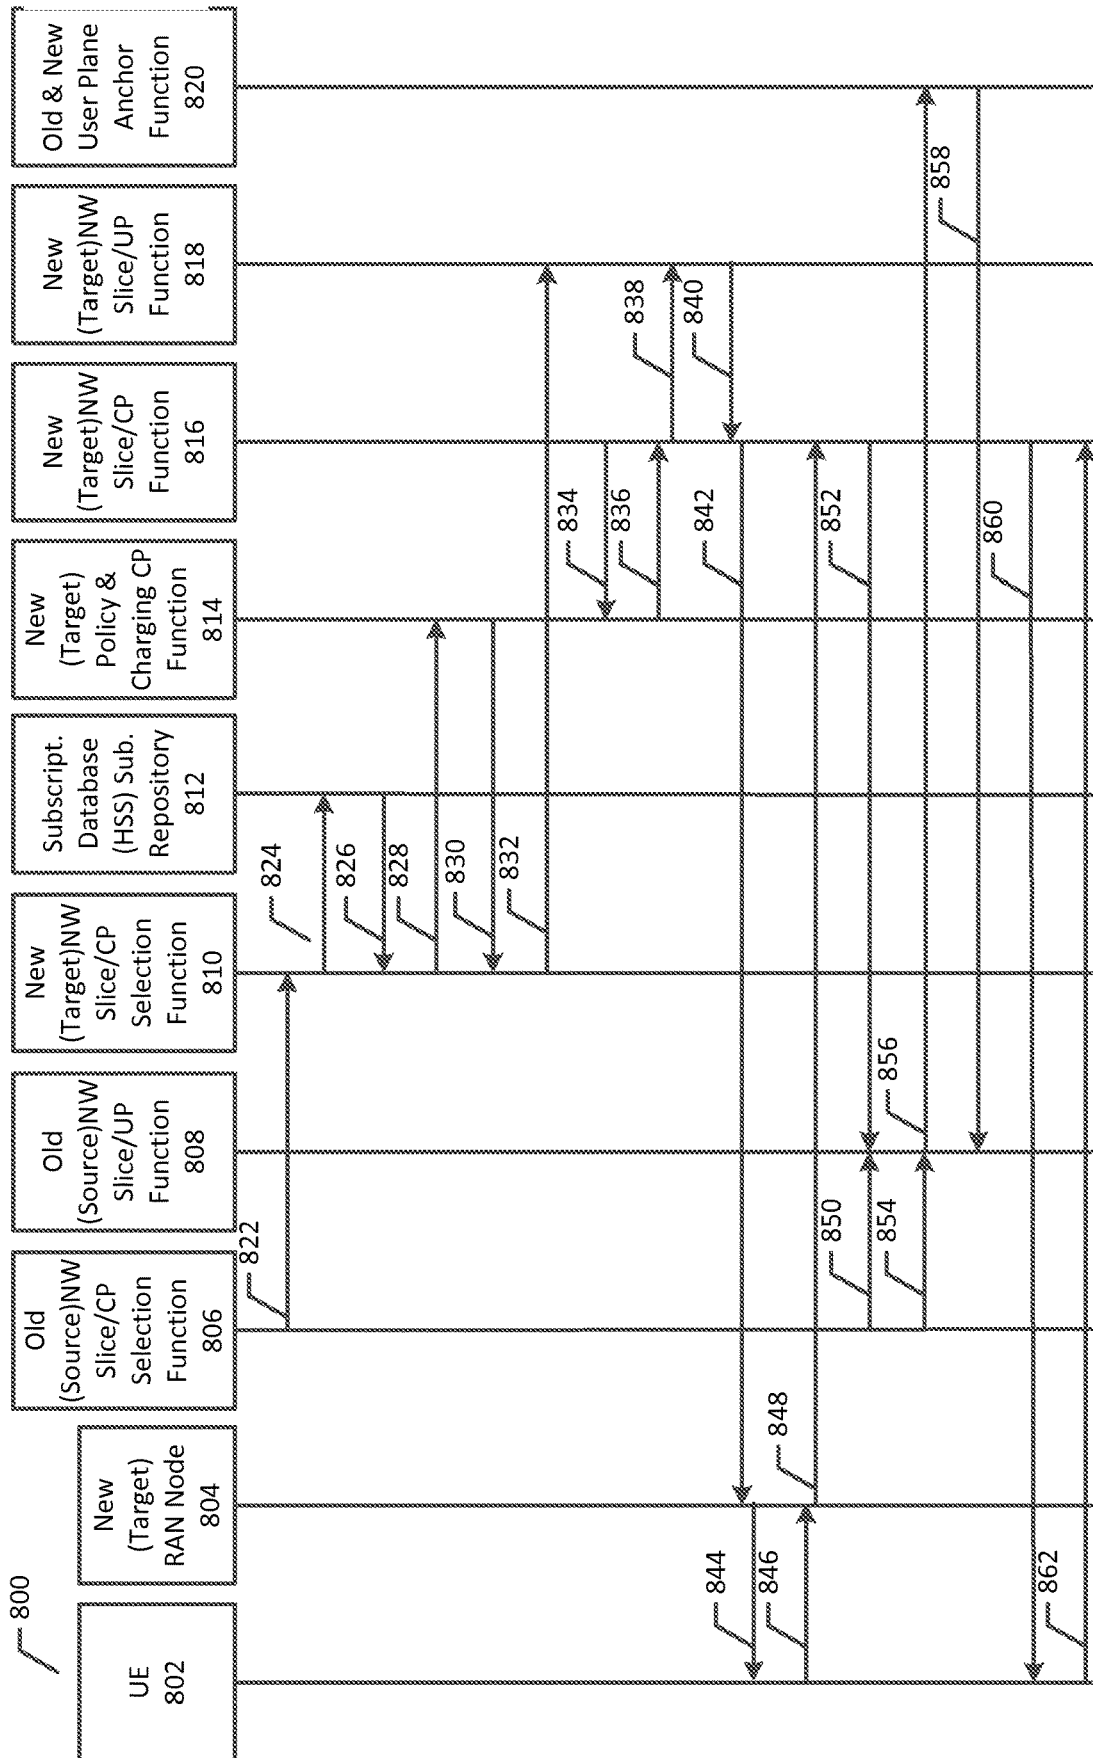 800
UE
802
New
(Target)
RAN Node
804
Old
(Source)NW
Slice/CP
Selection
Function
806
Old
(Source)NW
Slice/UP
Function
808
New
(Target)NW
Slice/CP
Selection
Function
810
Subscript.
Database
(HSS) Sub.
Repository
812
New
(Target)
Policy &
Charging CP
Function
814
New
(Target)NW
Slice/CP
Function
816
New
(Target)NW
Slice/UP
Function
818
Old & New
User Plane
Anchor
Function
820
822
824
826
828
830
832
834
836
838
840
842
844
846
848
850
852
854
856
858
860
862